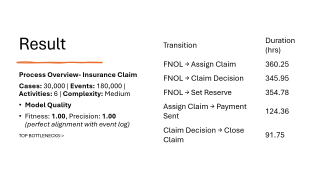 Result
Process Overview- Insurance Claim
Cases: 30,000 | Events: 180,000 |
Activities: 6 | Complexity: Medium
• Model Quality
• Fitness: 1.00, Precision: 1.00
(perfect alignment with event log)
TOP BOTTLENECKS >
Transition Duration
(hrs)
FNOL → Assign Claim 360.25
FNOL → Claim Decision 345.95
FNOL → Set Reserve 354.78
Assign Claim → Payment
Sent 124.36
Claim Decision → Close
Claim 91.75